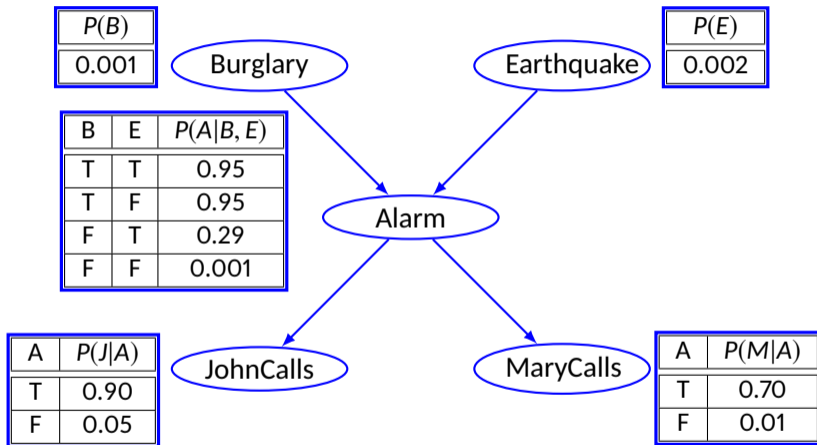 P(B)
0.001
Burglary
Earthquake
P(E)
0.002
B E P(A|B, E)
T T 0.95
T F 0.95
F T 0.29
F F 0.001
Alarm
A P(J|A)
T 0.90
F 0.05
JohnCalls
MaryCalls
A P(M|A)
T 0.70
F 0.01